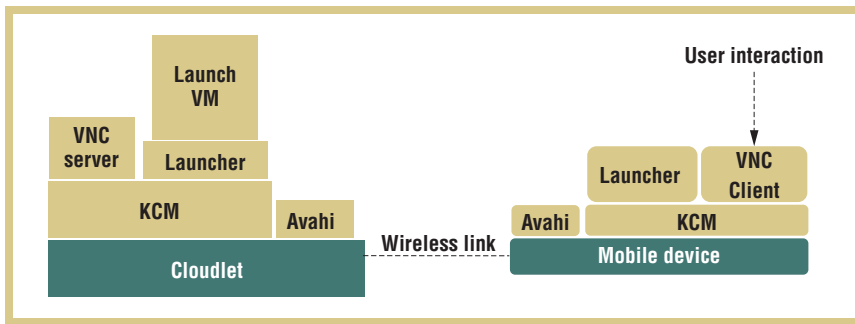 Launch
VM
VNC
server
Launcher
KCM
Avahi
Cloudlet
Wireless link
User interaction
Launcher
VNC
Client
Avahi
KCM
Mobile device